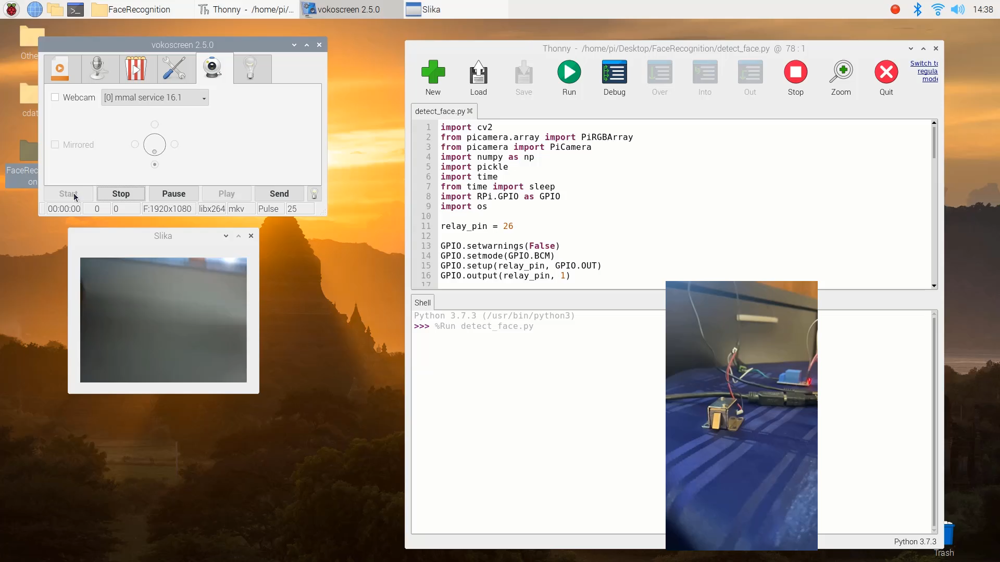 FaceRecognition
Thonny - /home/pi/...
vokoscreen 2.5.0
Slika
14:38
Othe
cdat
FaceRec
on
vokoscreen 2.5.0
Webcam
[0] mmal service 16.1
Mirrored
Start
Stop
Pause
Play
Send
00:00:00
0
0
F:1920x1080
libx264
mkv
Pulse
25
Slika
Thonny - /home/pi/Desktop/FaceRecognition/detect_face.py @ 78 : 1
New
Load
Save
Run
Debug
Over
Into
Out
Stop
Zoom
Quit
Switch to
regula
mode
detect_face.py
1 import cv2
2 from picamera.array import PiRGBArray
3 from picamera import PiCamera
4 import numpy as np
5 import pickle
6 import time
7 from time import sleep
8 import RPi.GPIO as GPIO
9 import os
10
11 relay_pin = 26
12
13 GPIO.setwarnings(False)
14 GPIO.setmode(GPIO.BCM)
15 GPIO.setup(relay_pin, GPIO.OUT)
16 GPIO.output(relay_pin, 1)
17
Shell
Python 3.7.3 (/usr/bin/python3)
>>> %Run detect_face.py
Python 3.7.3
Trash